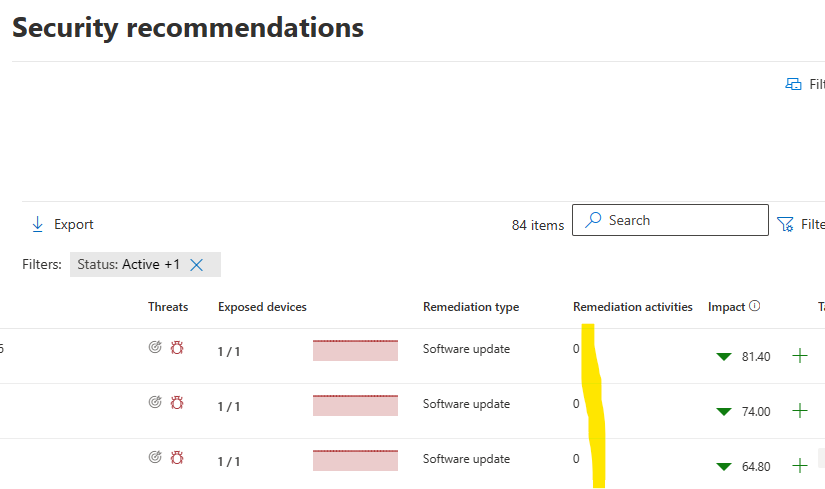 Security recommendations
Filt
Export
84 items
Search
Filte
Filters: Status: Active +1
Threats Exposed devices Remediation type Remediation activities Impact
1 / 1 Software update 0 81.40
1 / 1 Software update 0 74.00
1 / 1 Software update 0 64.80